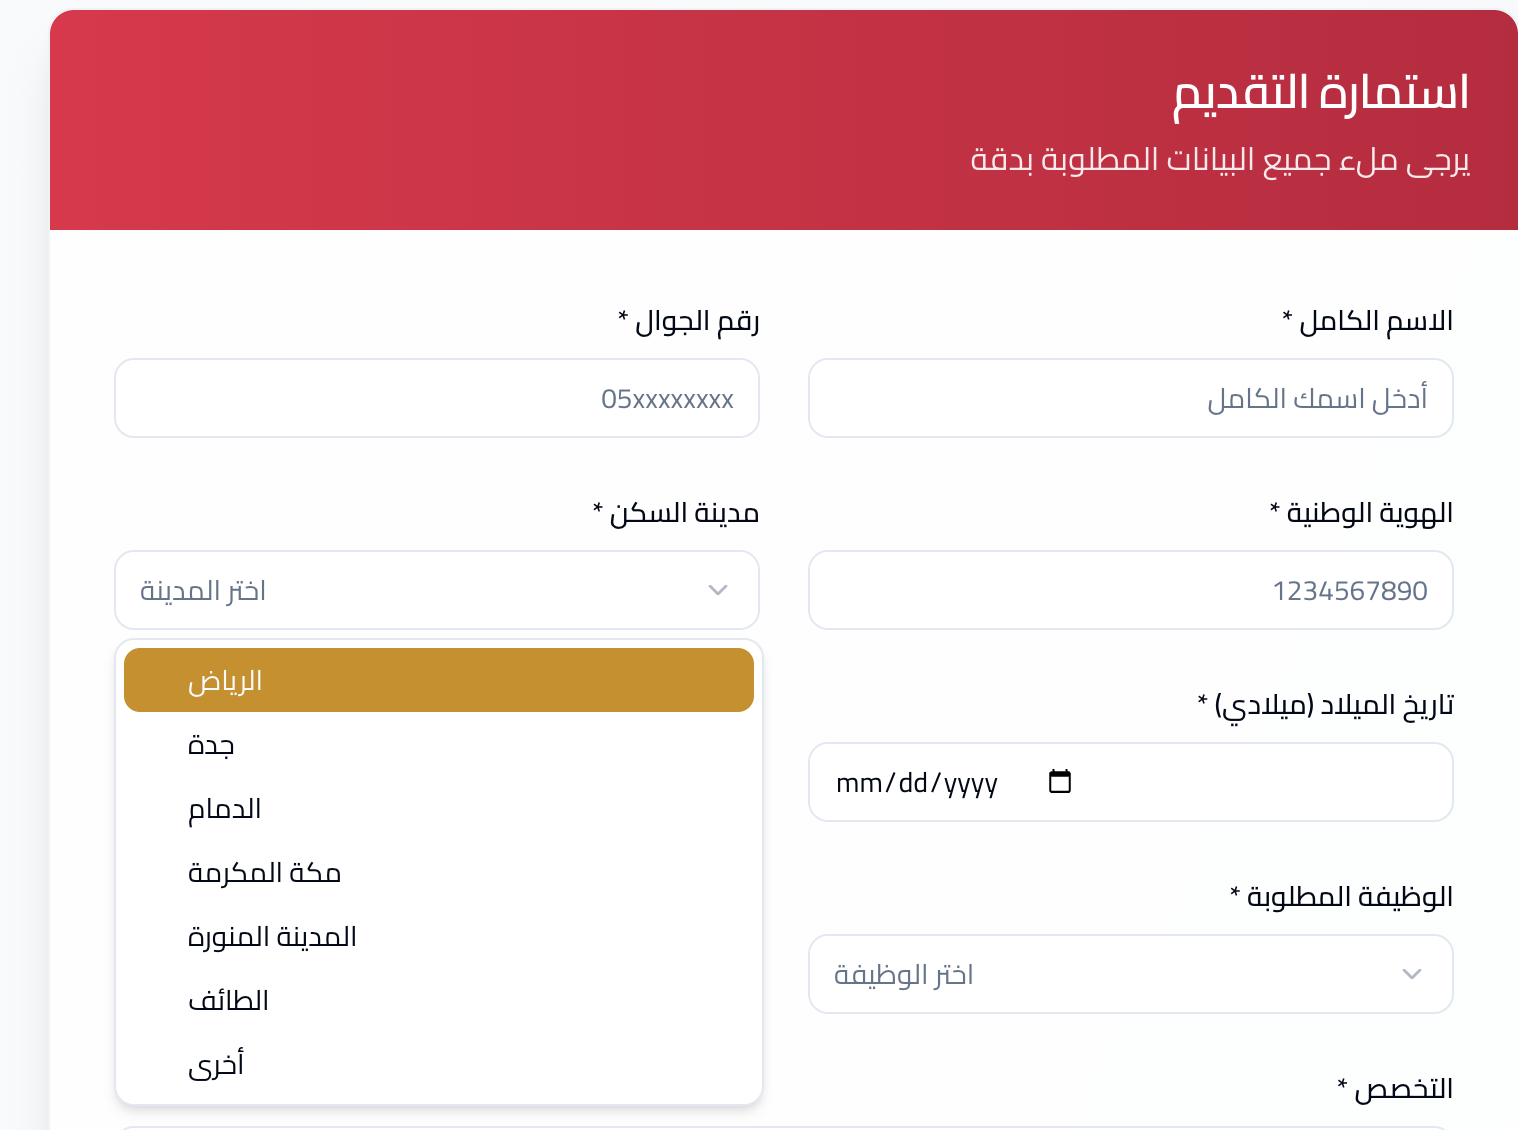 استمارة التقديم
يرجى ملء جميع البيانات المطلوبة بدقة
الاسم الكامل *
أدخل اسمك الكامل
رقم الجوال *
05xxxxxxxx
الهوية الوطنية *
1234567890
مدينة السكن *
اختر المدينة
الرياض
جدة
الدمام
مكة المكرمة
المدينة المنورة
الطائف
أخرى
تاريخ الميلاد (ميلادي) *
mm/dd/yyyy
الوظيفة المطلوبة *
اختر الوظيفة
التخصص *